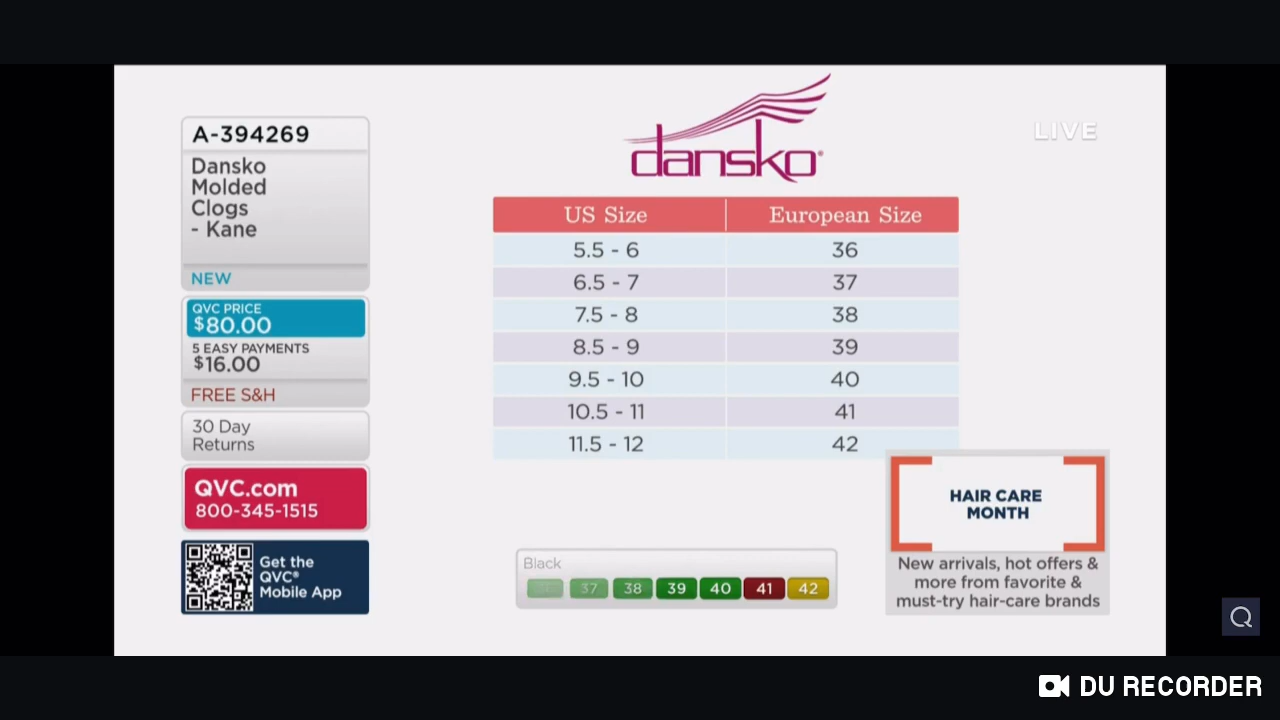 A-394269
Dansko
Molded
Clogs
- Kane
NEW
QVC PRICE
$80.00
5 EASY PAYMENTS
$16.00
FREE S&H
30 Day
Returns
QVC.com
800-345-1515
Get the
QVC®
Mobile App
dansko®
LIVE
US Size European Size
5.5 - 6 36
6.5 - 7 37
7.5 - 8 38
8.5 - 9 39
9.5 - 10 40
10.5 - 11 41
11.5 - 12 42
Black
37 38 39 40 41 42
HAIR CARE
MONTH
New arrivals, hot offers &
more from favorite &
must-try hair-care brands
Q
DU RECORDER